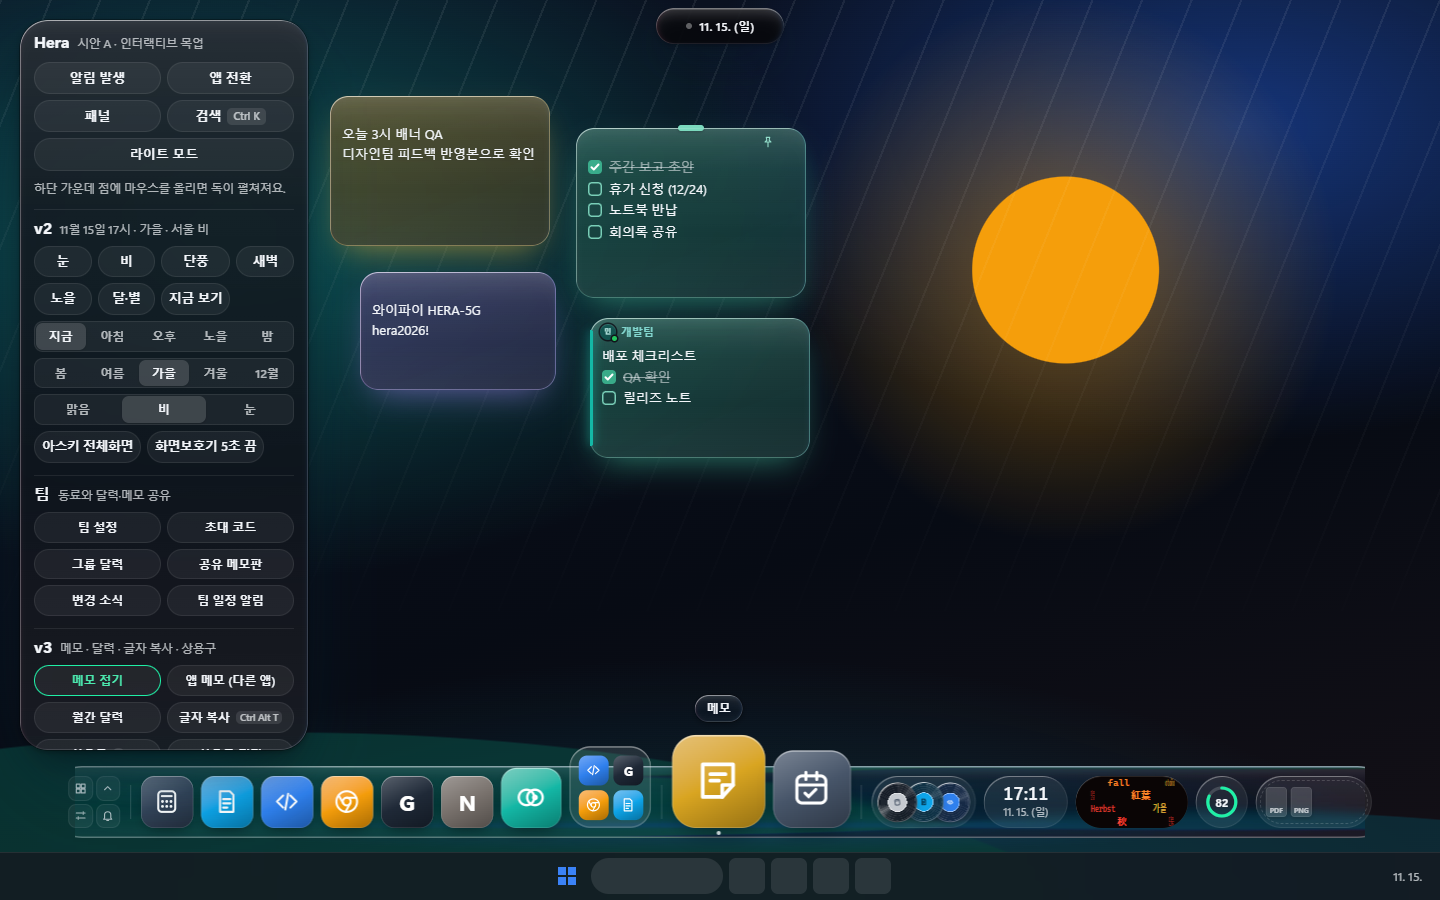 Hera 시안 A · 인터랙티브 목업
알림 발생
앱 전환
패널
검색 Ctrl K
라이트 모드
하단 가운데 점에 마우스를 올리면 독이 펼쳐져요.
v2 11월 15일 17시 · 가을 · 서울 비
눈
비
단풍
새벽
노을
달·별
지금 보기
지금
아침
오후
노을
밤
봄
여름
가을
겨울
12월
맑음
비
눈
아스키 전체화면
화면보호기 5초 끔
팀 동료와 달력·메모 공유
팀 설정
초대 코드
그룹 달력
공유 메모판
변경 소식
팀 일정 알림
v3 메모 · 달력 · 글자 복사 · 상용구
메모 접기
앱 메모 (다른 앱)
월간 달력
글자 복사 Ctrl Alt T
11. 15. (일)
오늘 3시 배너 QA
디자인팀 피드백 반영본으로 확인
주간 보고 초안
휴가 신청 (12/24)
노트북 반납
회의록 공유
와이파이 HERA-5G
hera2026!
민 개발팀
배포 체크리스트
QA 확인
릴리즈 노트
메모
G
N
G
17:11
11. 15. (일)
fall
紅葉
Herbst
가을
秋
82
PDF
PNG
11. 15.